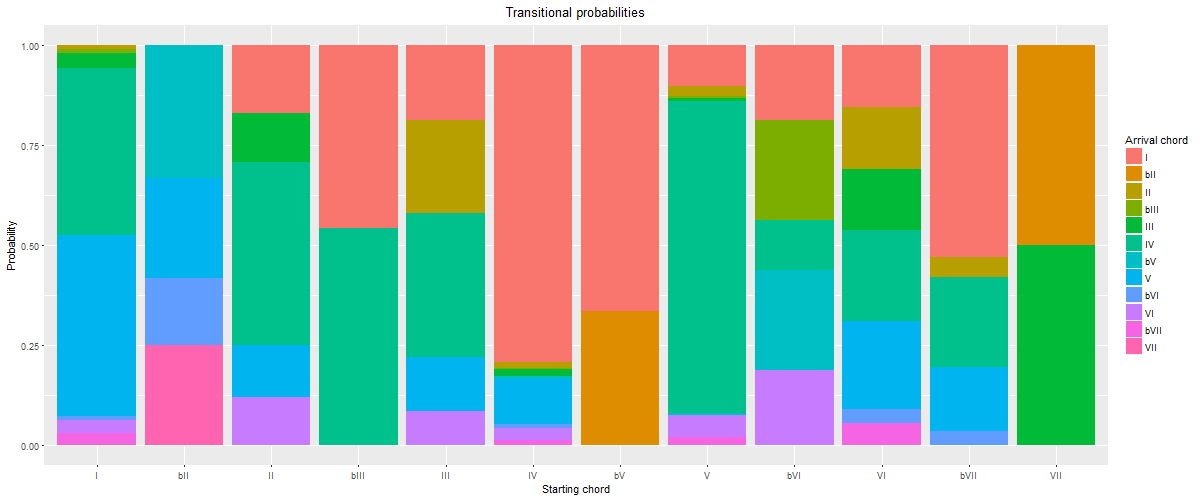 Transitional probabilities
1.00
0.75
0.50
0.25
0.00
Probability
I bII II bIII III IV bV V bVI VI bVII VII
Starting chord
Arrival chord
I
bII
II
bIII
III
IV
bV
V
bVI
VI
bVII
VII